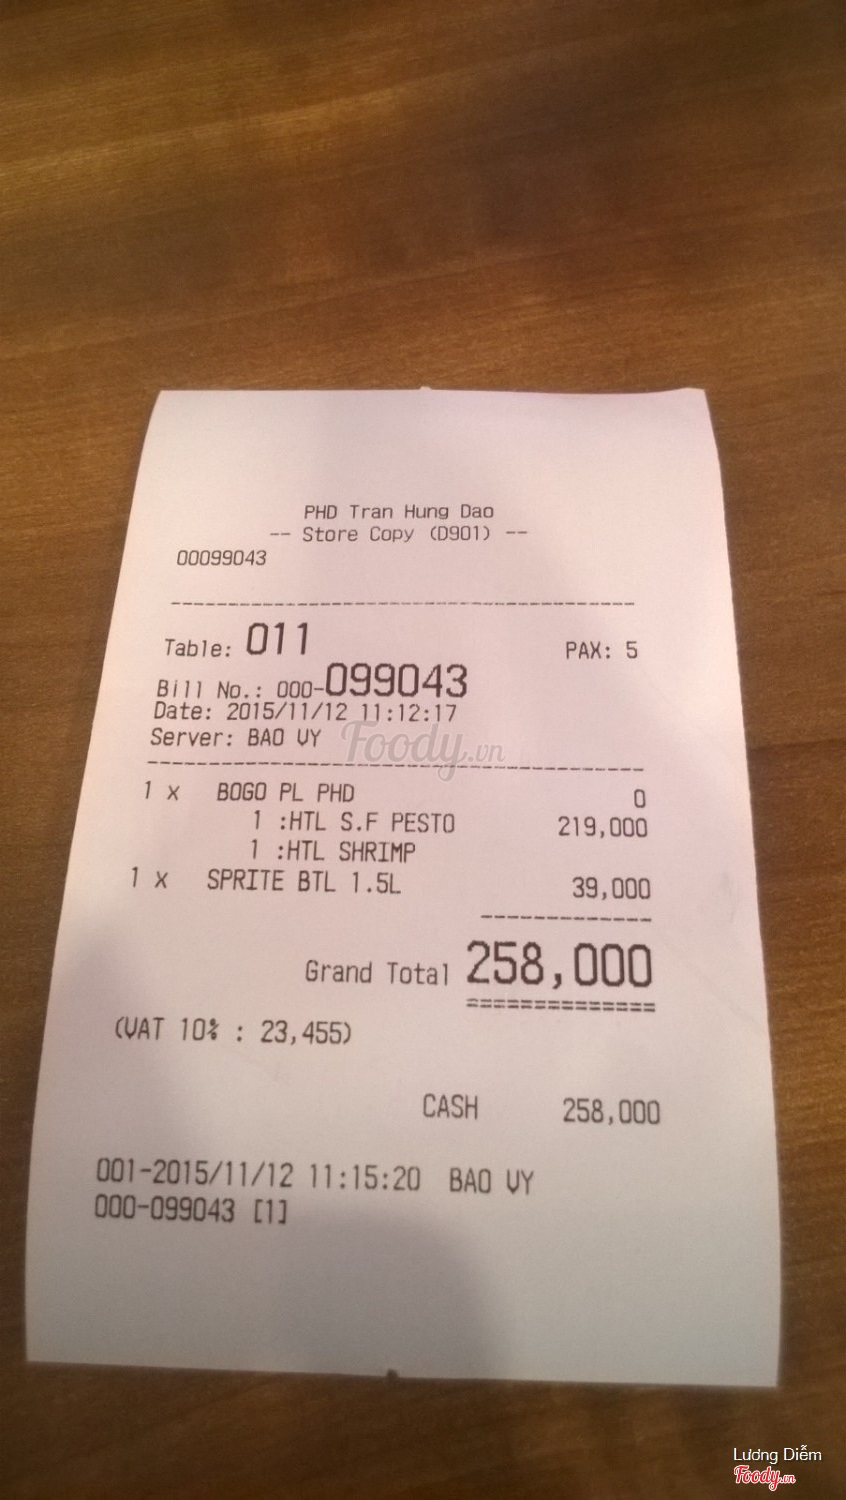 PHD Tran Hung Dao
-- Store Copy (D901) --
00099043
Table: 011 PAX: 5
Bill No.: 000-099043
Date: 2015/11/12 11:12:17
Server: BAO VY
Foody.vn
1 x BOGO PL PHD 0
1 :HTL S.F PESTO 219,000
1 :HTL SHRIMP
1 x SPRITE BTL 1.5L 39,000
Grand Total 258,000
(VAT 10% : 23,455)
CASH 258,000
001-2015/11/12 11:15:20 BAO VY
000-099043 [1]
Lương Diễm
Foody.vn